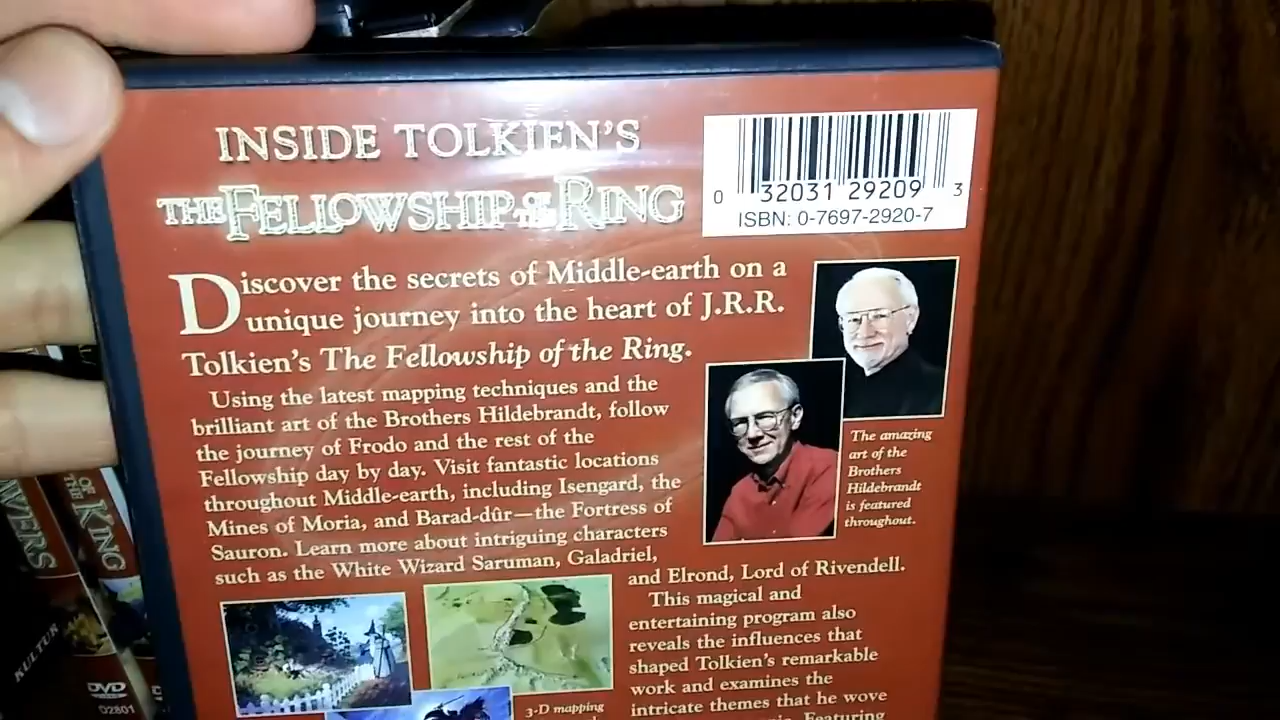 INSIDE TOLKIEN'S
THE FELLOWSHIP OF THE RING
0 32031 29209 3
ISBN: 0-7697-2920-7
Discover the secrets of Middle-earth on a
unique journey into the heart of J.R.R.
Tolkien's The Fellowship of the Ring.
Using the latest mapping techniques and the
brilliant art of the Brothers Hildebrandt, follow
the journey of Frodo and the rest of the
Fellowship day by day. Visit fantastic locations
throughout Middle-earth, including Isengard, the
Mines of Moria, and Barad-dûr—the Fortress of
Sauron. Learn more about intriguing characters
such as the White Wizard Saruman, Galadriel,
and Elrond, Lord of Rivendell.
This magical and
entertaining program also
reveals the influences that
shaped Tolkien's remarkable
work and examines the
intricate themes that he wove
Featuring
The amazing
art of the
Brothers
Hildebrandt
is featured
throughout.
3-D mapping
OF THE
RING
KULTUR
DVD
D2801